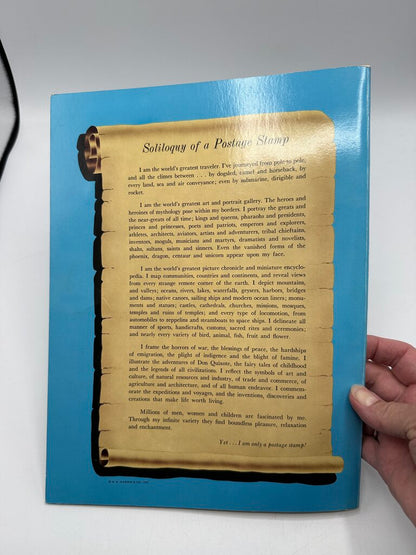 Soliloquy of a Postage Stamp
I am the world's greatest traveler. I've journeyed from pole to pole,
and all the climes between . . . by dogsled, camel and horseback, by
every land, sea and air conveyance; even by submarine, dirigible and
rocket.
I am the world's greatest art and portrait gallery. The heroes and
heroines of mythology pose within my borders. I portray the greats and
the near-greats of all time; kings and queens, pharaohs and presidents,
princes and princesses, poets and patriots, emperors and explorers,
athletes, architects, aviators, artists and adventurers, tribal chieftains,
inventors, moguls, musicians and martyrs, dramatists and novelists,
shahs, sultans, saints and sinners. Even the vanished forms of the
phoenix, dragon, centaur and unicorn appear upon my face.
I am the world's greatest picture chronicle and miniature encyclo-
pedia. I map communities, countries and continents, and reveal views
from every strange remote corner of the earth. I depict mountains,
and valleys; oceans, rivers, lakes, waterfalls, geysers, harbors, bridges
and dams; native canoes, sailing ships and modern ocean liners; monu-
ments and statues; castles, cathedrals, churches, missions, mosques,
temples and ruins of temples; and every type of locomotion, from
automobiles to zeppelins and steamboats to space ships. I delineate all
manner of sports, handicrafts, customs, sacred rites and ceremonies;
and nearly every variety of bird, animal, fish, fruit and flower.
I frame the horrors of war, the blessings of peace, the hardships
of emigration, the plight of indigence and the blight of famine. I
illustrate the adventures of Don Quixote, the fairy tales of childhood
and the legends of all civilizations. I reflect the symbols of art and
culture, of natural resources and industry, of trade and commerce, of
agriculture and architecture, and of all human endeavor. I commem-
orate the expeditions and voyages, and the inventions, discoveries and
creations that make life worth living.
Millions of men, women and children are fascinated by me.
Through my infinite variety they find boundless pleasure, relaxation
and enchantment.
Yet . . . I am only a postage stamp!